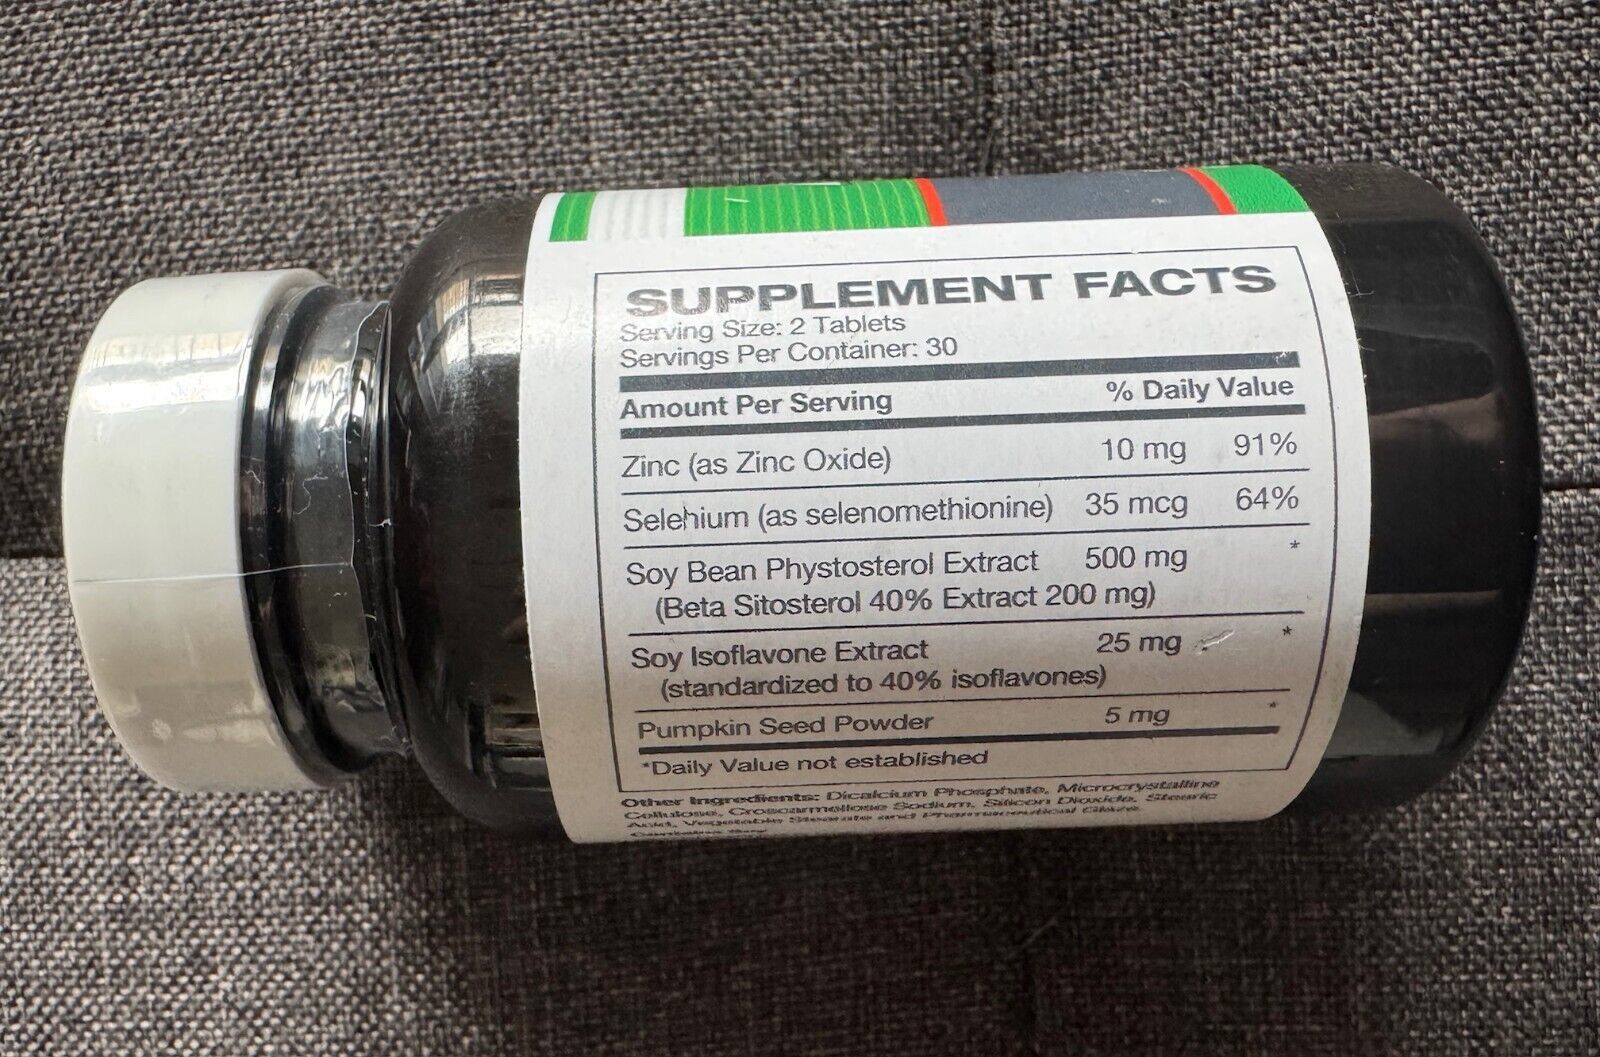 SUPPLEMENT FACTS
Serving Size: 2 Tablets
Servings Per Container: 30
Amount Per Serving % Daily Value
Zinc (as Zinc Oxide) 10 mg 91%
Selehium (as selenomethionine) 35 mcg 64%
Soy Bean Phystosterol Extract 500 mg *
(Beta Sitosterol 40% Extract 200 mg)
Soy Isoflavone Extract 25 mg *
(standardized to 40% isoflavones)
Pumpkin Seed Powder 5 mg *
*Daily Value not established
Other Ingredients: Dicalcium Phosphate, Microcrystalline
Cellulose, Croscarmellose Sodium, Silicon Dioxide, Stearic
Acid, Vegetable Stearate and Pharmaceutical Glaze.